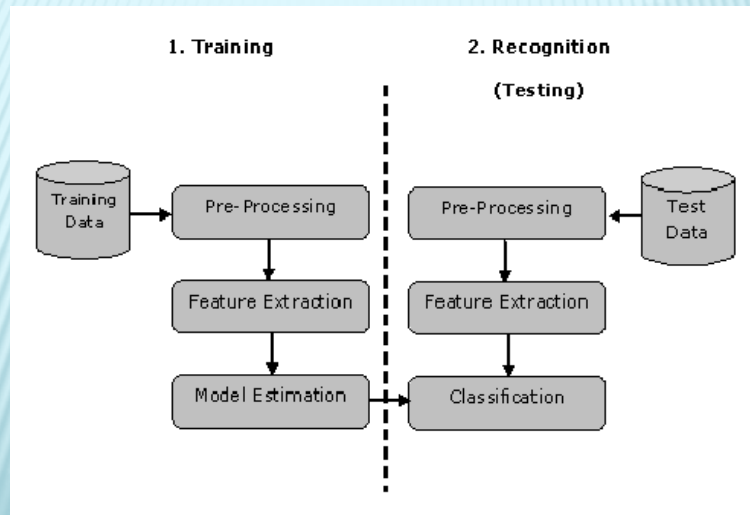 1. Training
2. Recognition
(Testing)
Training
Data
Pre-Processing
Feature Extraction
Model Estimation
Pre-Processing
Test
Data
Feature Extraction
Classification